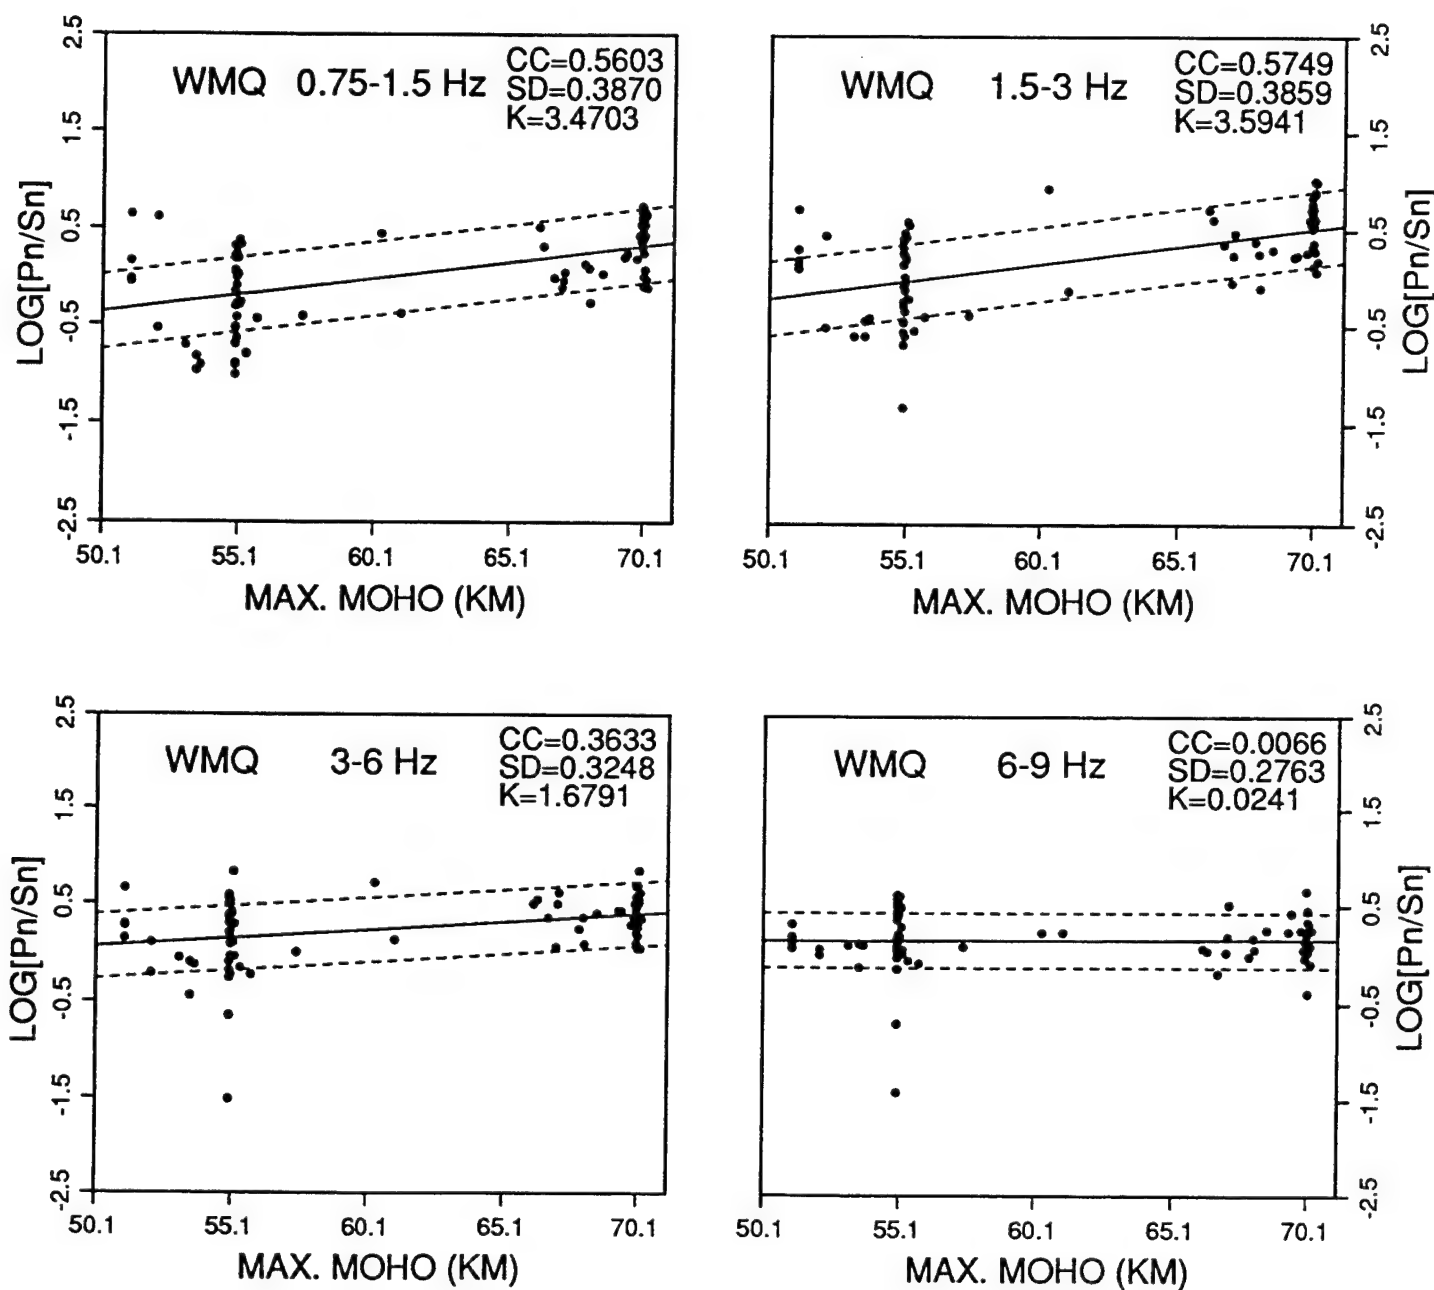 WMQ 0.75-1.5 Hz
CC=0.5603
SD=0.3870
K=3.4703
LOG[Pn/Sn]
2.5
1.5
0.5
-0.5
-1.5
-2.5
50.1 55.1 60.1 65.1 70.1
MAX. MOHO (KM)
WMQ 1.5-3 Hz
CC=0.5749
SD=0.3859
K=3.5941
2.5
1.5
0.5
-0.5
-1.5
-2.5
LOG[Pn/Sn]
50.1 55.1 60.1 65.1 70.1
MAX. MOHO (KM)
WMQ 3-6 Hz
CC=0.3633
SD=0.3248
K=1.6791
LOG[Pn/Sn]
2.5
1.5
0.5
-0.5
-1.5
-2.5
50.1 55.1 60.1 65.1 70.1
MAX. MOHO (KM)
WMQ 6-9 Hz
CC=0.0066
SD=0.2763
K=0.0241
2.5
1.5
0.5
-0.5
-1.5
-2.5
LOG[Pn/Sn]
50.1 55.1 60.1 65.1 70.1
MAX. MOHO (KM)